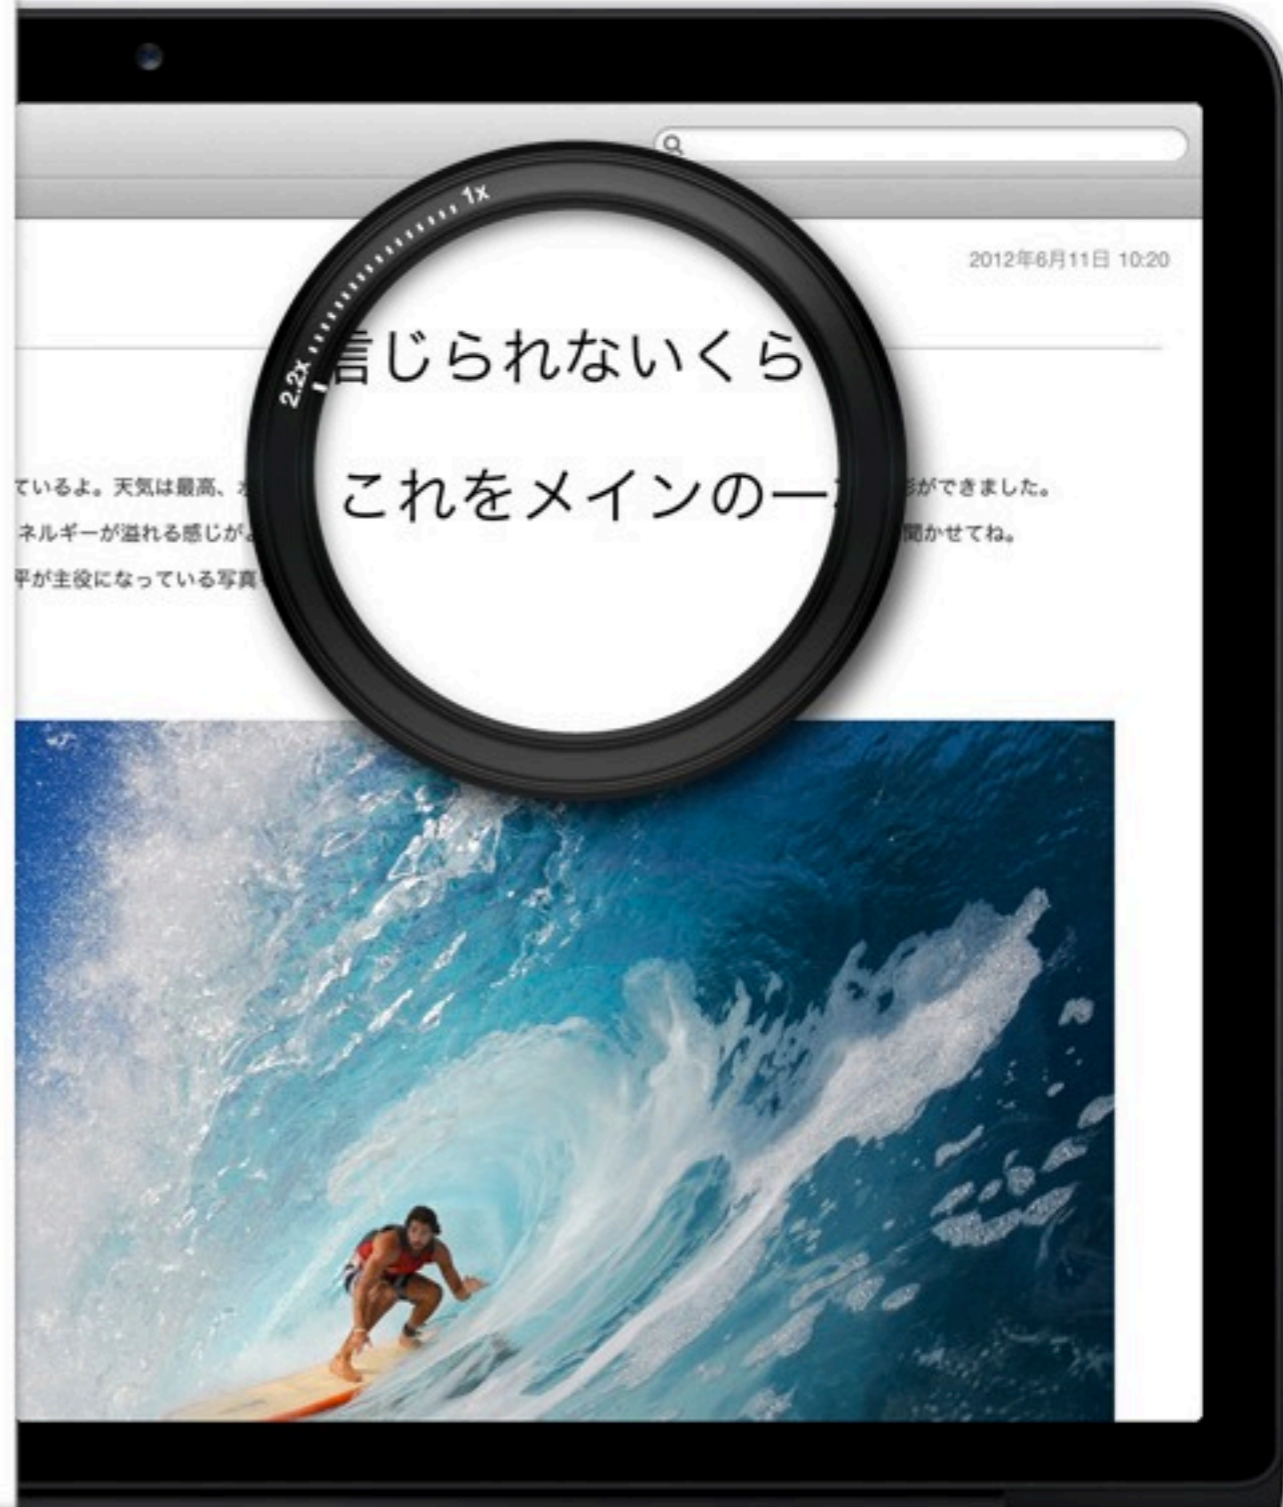 2012年6月11日 10:20
1x
2.2x
信じられないくら
これをメインの一
ているよ。天気は最高、
ができました。
ネルギーが溢れる感じが
聞かせてね。
平が主役になっている写真